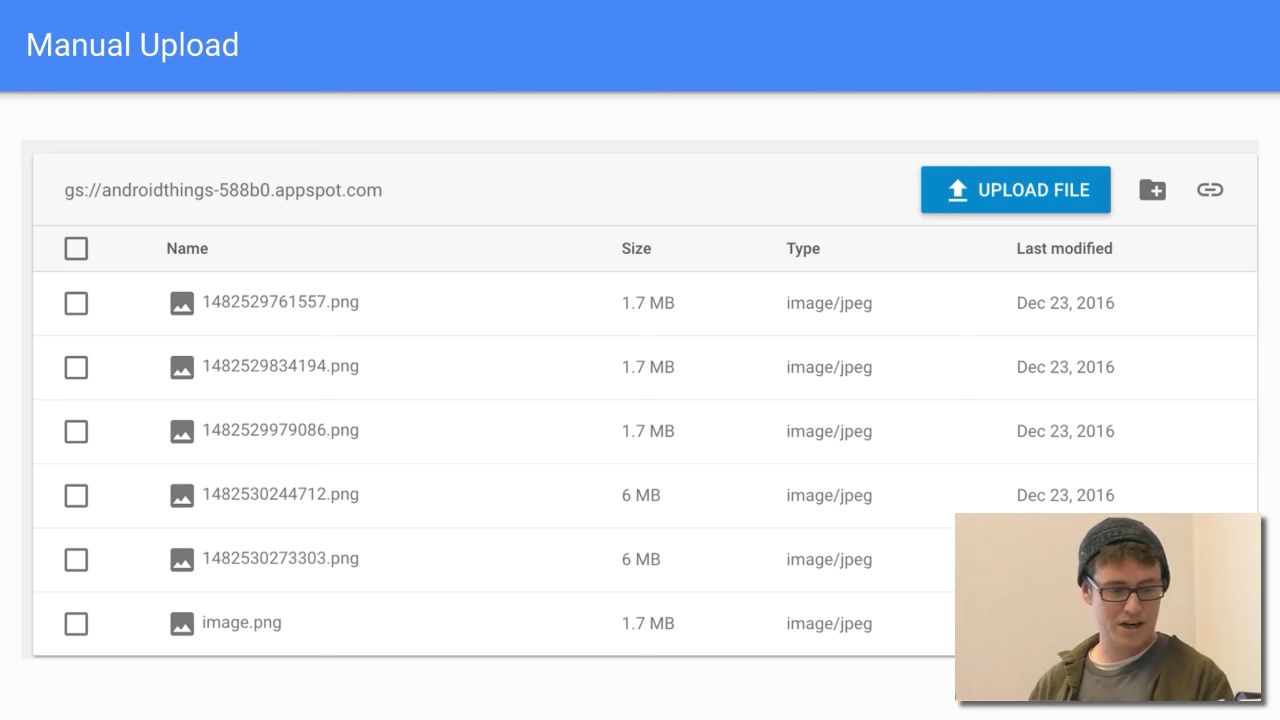 Manual Upload
gs://androidthings-588b0.appspot.com UPLOAD FILE
Name Size Type Last modified
1482529761557.png 1.7 MB image/jpeg Dec 23, 2016
1482529834194.png 1.7 MB image/jpeg Dec 23, 2016
1482529979086.png 1.7 MB image/jpeg Dec 23, 2016
1482530244712.png 6 MB image/jpeg Dec 23, 2016
1482530273303.png 6 MB image/jpeg
image.png 1.7 MB image/jpeg